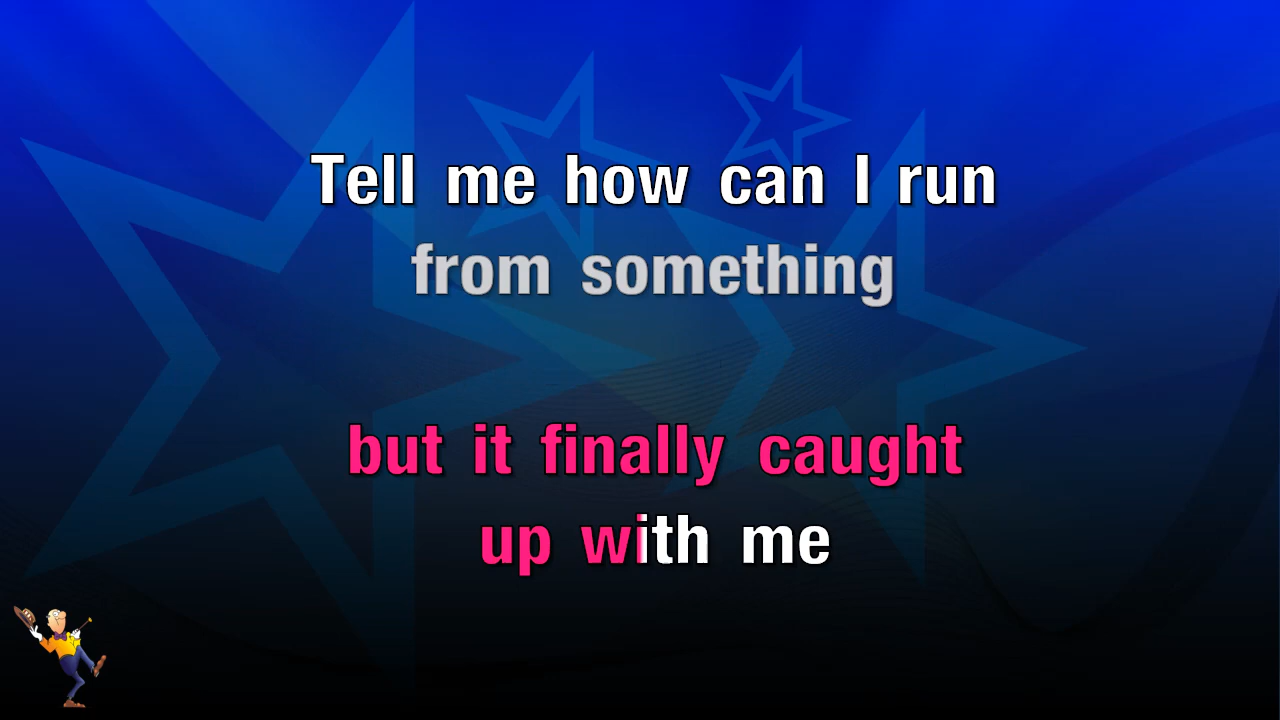 Tell me how can I run
from something
but it finally caught
up with me